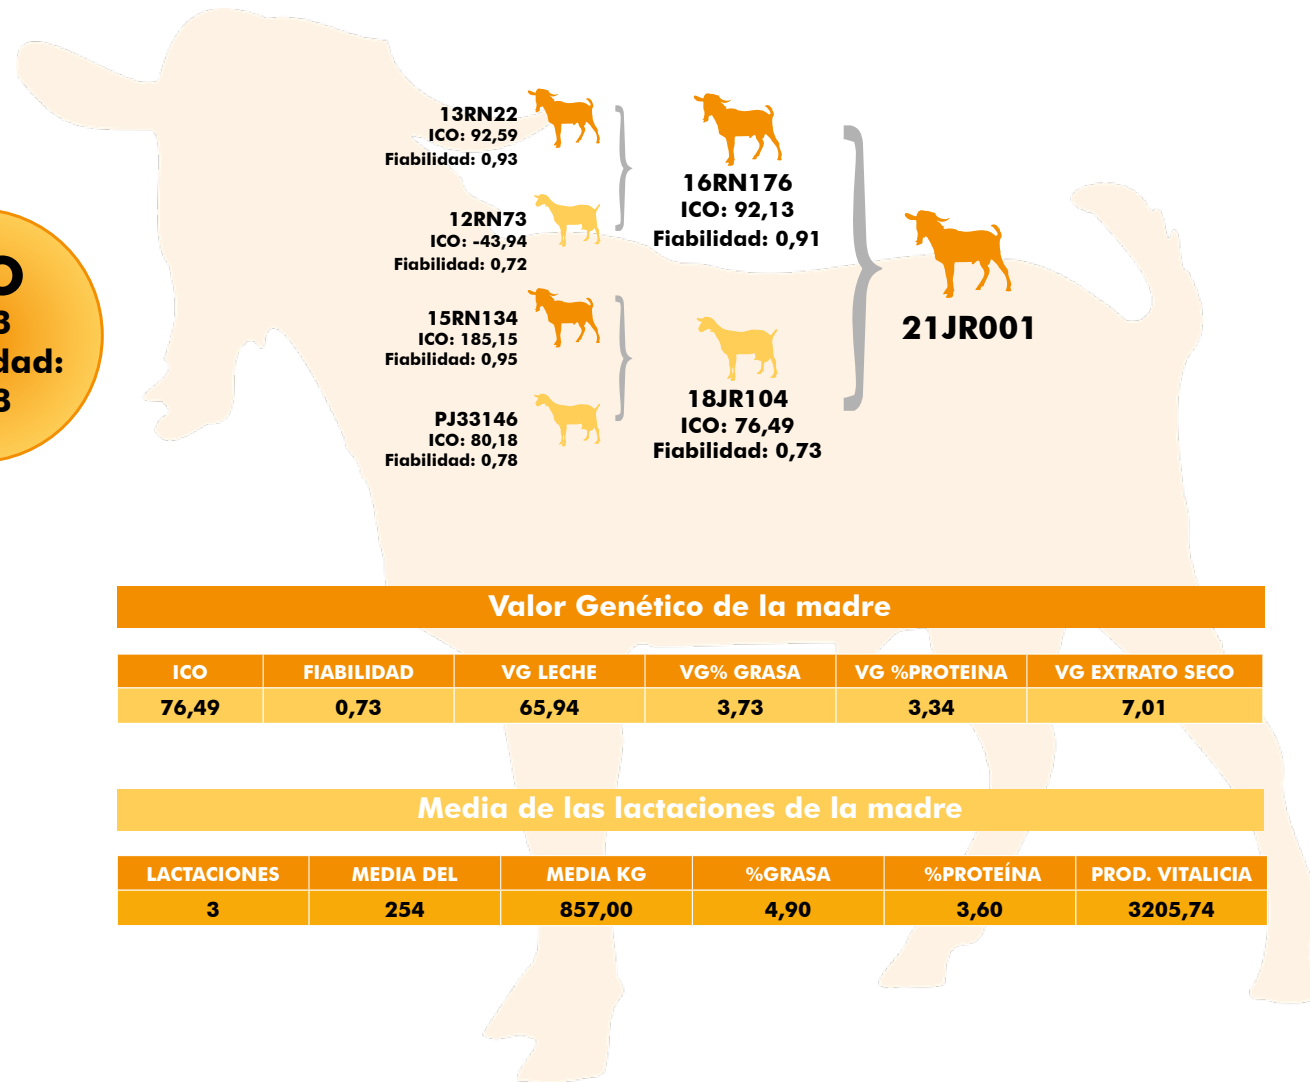 13RN22
ICO: 92,59
Fiabilidad: 0,93
12RN73
ICO: -43,94
Fiabilidad: 0,72
15RN134
ICO: 185,15
Fiabilidad: 0,95
PJ33146
ICO: 80,18
Fiabilidad: 0,78
16RN176
ICO: 92,13
Fiabilidad: 0,91
18JR104
ICO: 76,49
Fiabilidad: 0,73
21JR001
Valor Genético de la madre
ICO FIABILIDAD VG LECHE VG% GRASA VG %PROTEINA VG EXTRATO SECO
76,49 0,73 65,94 3,73 3,34 7,01
Media de las lactaciones de la madre
LACTACIONES MEDIA DEL MEDIA KG %GRASA %PROTEÍNA PROD. VITALICIA
3 254 857,00 4,90 3,60 3205,74